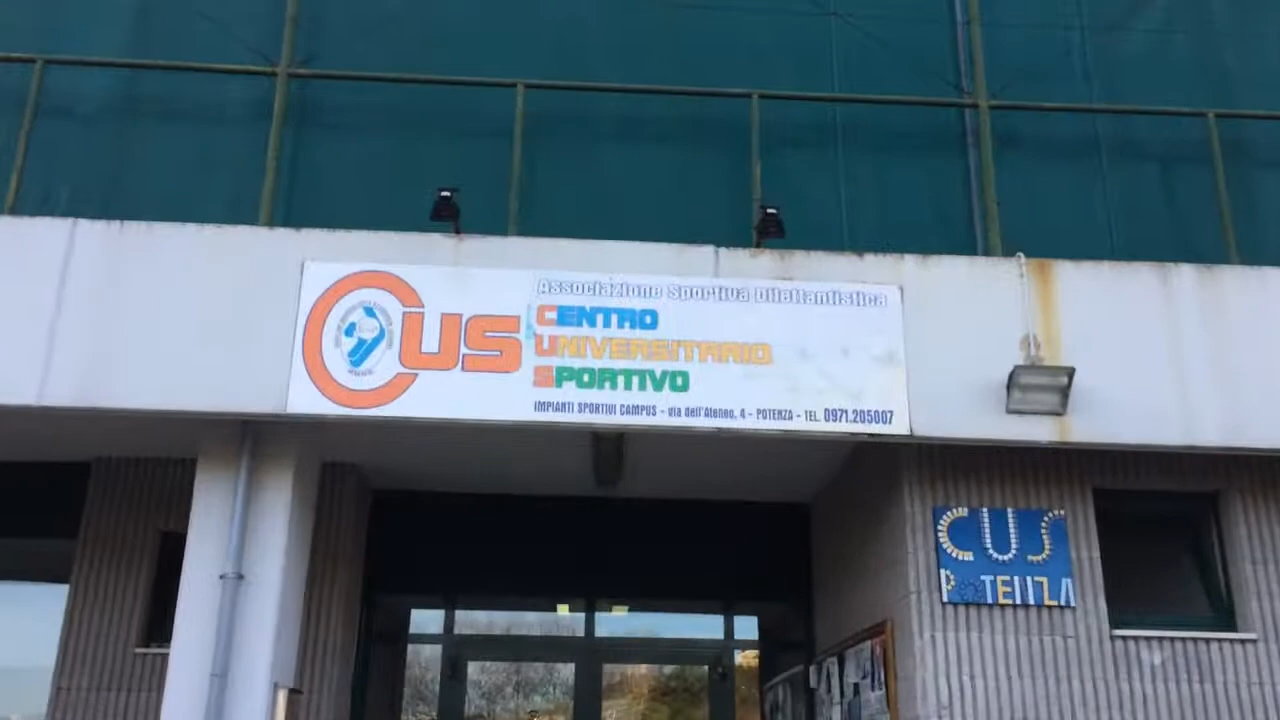 CUS
Associazione Sportiva Dilettantistica
CENTRO
UNIVERSITARIO
SPORTIVO
IMPIANTI SPORTIVI CAMPUS - via dell'Ateneo, 4 - POTENZA - TEL. 0971.205007
CUS
POTENZA